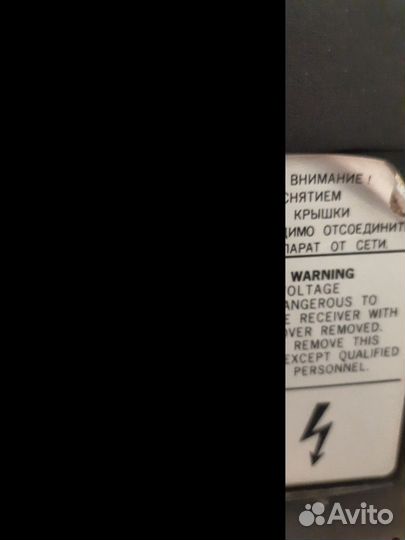 ВНИМАНИЕ!
СНЯТИЕМ
КРЫШКИ
ДИМО ОТСОЕДИНИТ
ПАРАТ ОТ СЕТИ.
WARNING
OLTAGE
ANGEROUS TO
E RECEIVER WITH
OVER REMOVED.
REMOVE THIS
EXCEPT QUALIFIED
PERSONNEL.
Avito